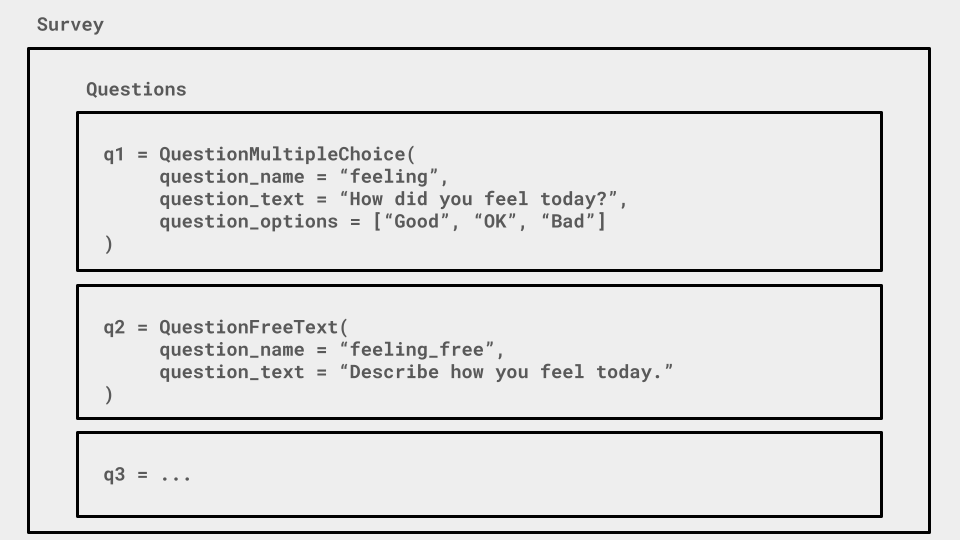 Survey
Questions
q1 = QuestionMultipleChoice(
question_name = “feeling”,
question_text = “How did you feel today?”,
question_options = [“Good”, “OK”, “Bad”]
)
q2 = QuestionFreeText(
question_name = “feeling_free”,
question_text = “Describe how you feel today.”
)
q3 = ...